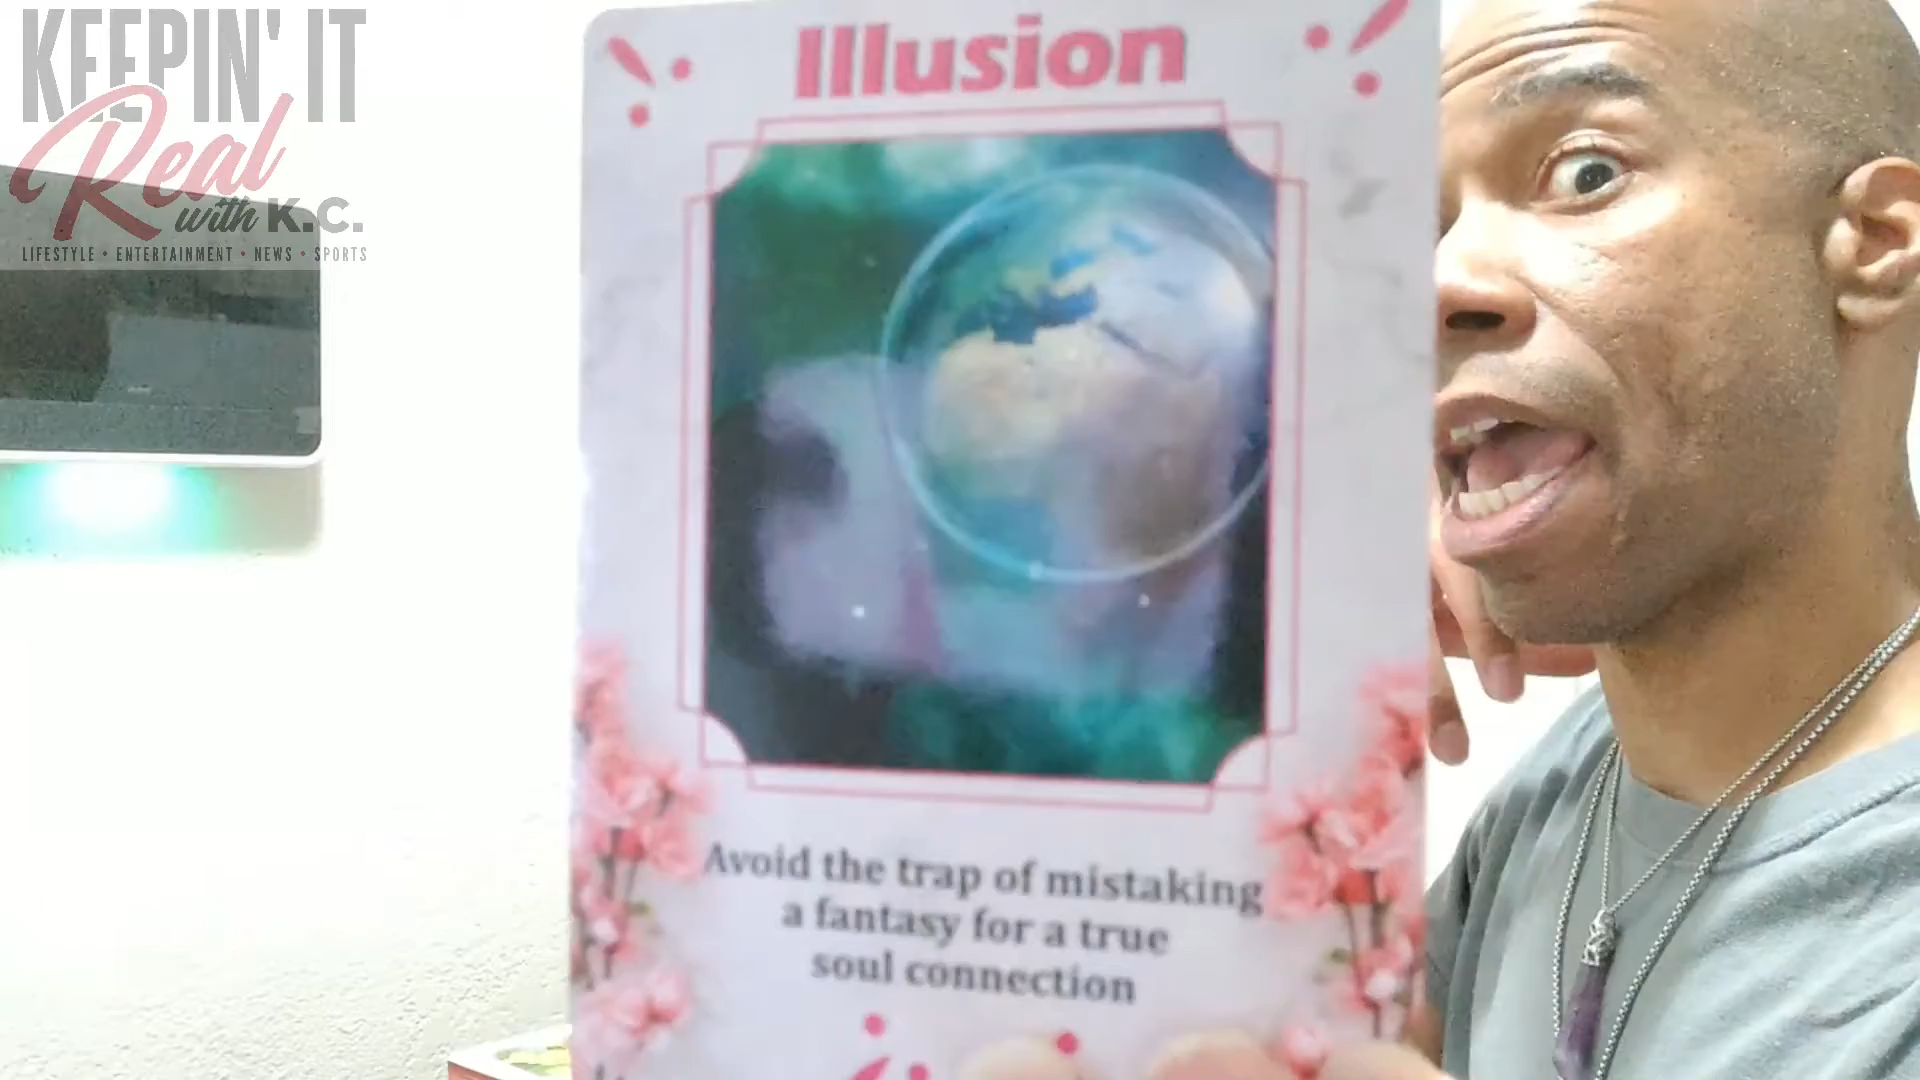 KEEPIN' IT
Real
with K.C.
LIFESTYLE • ENTERTAINMENT • NEWS • SPORTS
Illusion
Avoid the trap of mistaking
a fantasy for a true
soul connection